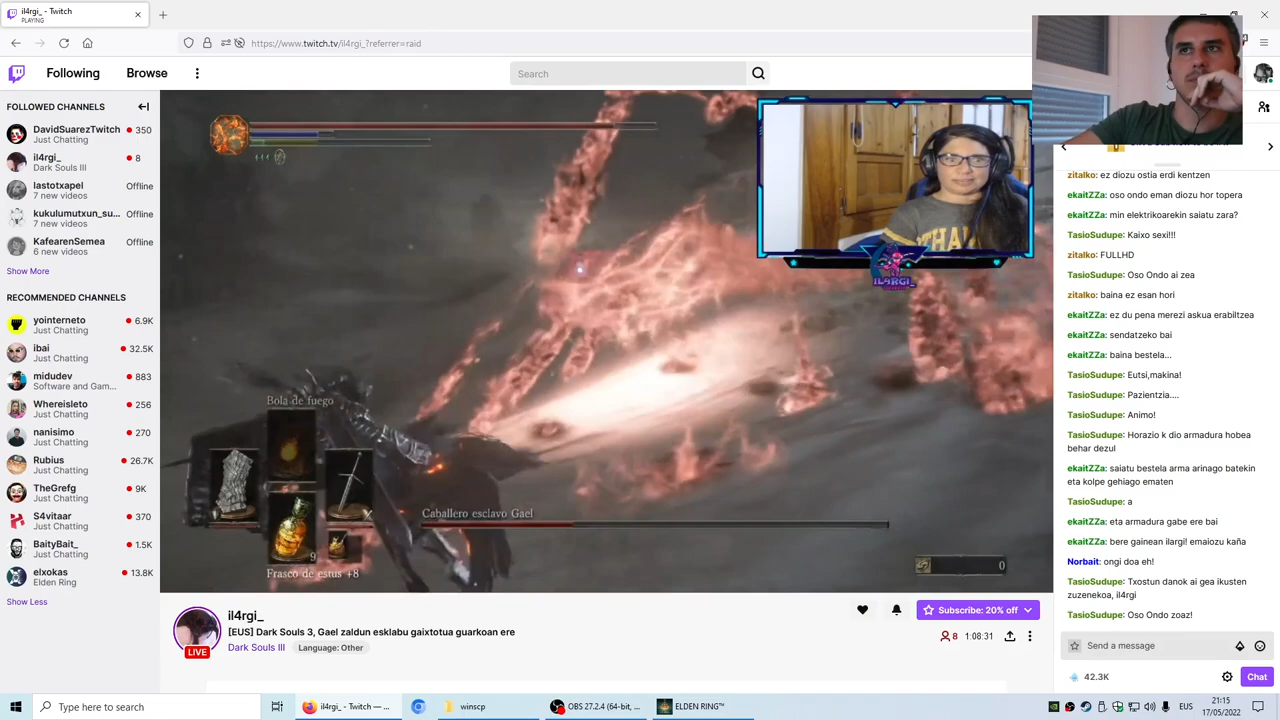 il4rgi_ - Twitch
PLAYING
https://www.twitch.tv/il4rgi_?referrer=raid
Following
Browse
Search
FOLLOWED CHANNELS
DavidSuarezTwitch 350
Just Chatting
il4rgi_ 8
Dark Souls III
lastotxapel Offline
7 new videos
kukulumutxun_su... Offline
7 new videos
KafearenSemea Offline
6 new videos
Show More
RECOMMENDED CHANNELS
yointerneto 6.9K
Just Chatting
ibai 32.5K
Just Chatting
midudev 883
Software and Gam...
Whereisleto 256
Just Chatting
nanisimo 270
Just Chatting
Rubius 26.7K
Just Chatting
TheGrefg 9K
Just Chatting
S4vitaar 370
Just Chatting
BaityBait_ 1.5K
Just Chatting
elxokas 13.8K
Elden Ring
Show Less
IL4RGI_
Bola de fuego
Caballero esclavo Gael
9
Frasco de estus +8
0
il4rgi_
[EUS] Dark Souls 3, Gael zaldun esklabu gaixtotua guarkoan ere
Dark Souls III
Language: Other
LIVE
Subscribe: 20% off
8
1:08:31
zitalko: ez diozu ostia erdi kentzen
ekaitZZa: oso ondo eman diozu hor topera
ekaitZZa: min elektrikoarekin saiatu zara?
TasioSudupe: Kaixo sexi!!!
zitalko: FULLHD
TasioSudupe: Oso Ondo ai zea
zitalko: baina ez esan hori
ekaitZZa: ez du pena merezi askua erabiltzea
ekaitZZa: sendatzeko bai
ekaitZZa: baina bestela...
TasioSudupe: Eutsi,makina!
TasioSudupe: Pazientzia....
TasioSudupe: Animo!
TasioSudupe: Horazio k dio armadura hobea
behar dezul
ekaitZZa: saiatu bestela arma arinago batekin
eta kolpe gehiago ematen
TasioSudupe: a
ekaitZZa: eta armadura gabe ere bai
ekaitZZa: bere gainean ilargi! emaiozu kaña
Norbait: ongi doa eh!
TasioSudupe: Txostun danok ai gea ikusten
zuzenekoa, il4rgi
TasioSudupe: Oso Ondo zoaz!
Send a message
42.3K
Chat
Type here to search
il4rgi_ - Twitch — ...
winscp
OBS 27.2.4 (64-bit, ...
ELDEN RING™
EUS
21:15
17/05/2022